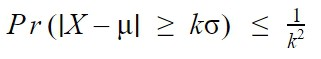 Pr(|X – μ| ≥ kσ) ≤ 1/k²